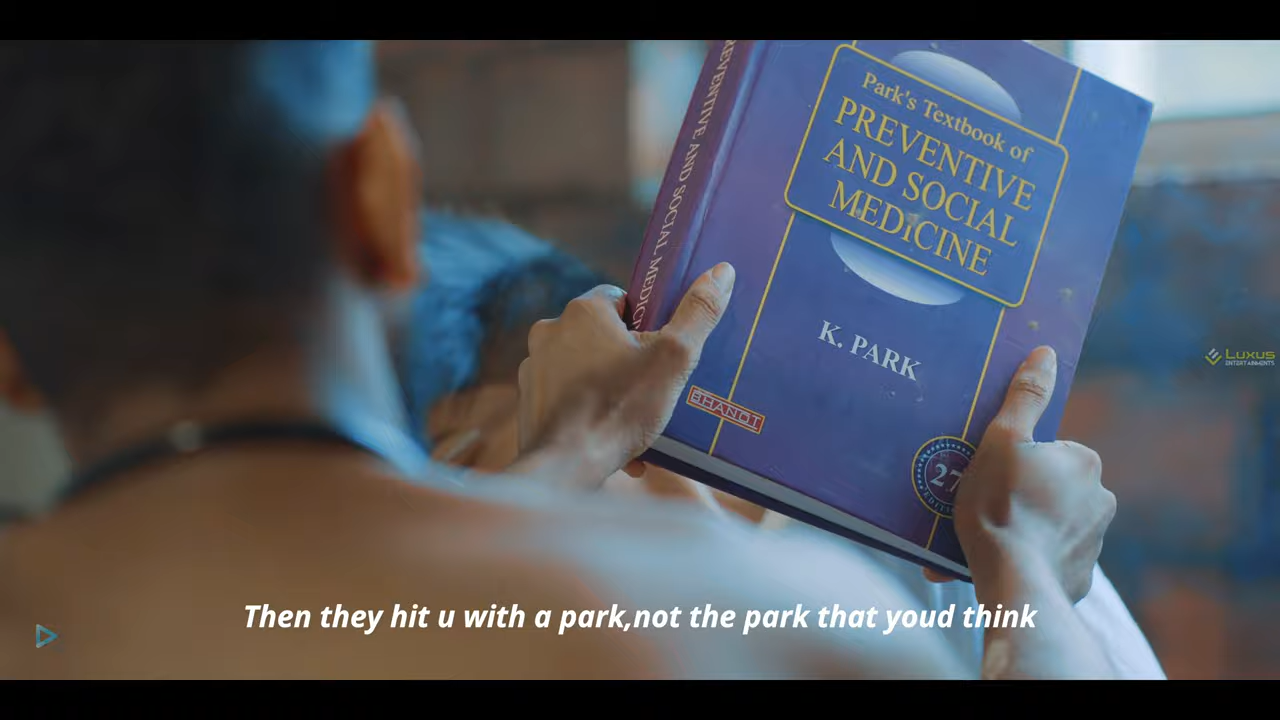 PREVENTIVE AND SOCIAL MEDICIN
Park's Textbook of
PREVENTIVE
AND SOCIAL
MEDiCINE
K. PARK
BHANOT
27
Luxus
ENTERTAINMENTS
Then they hit u with a park,not the park that youd think